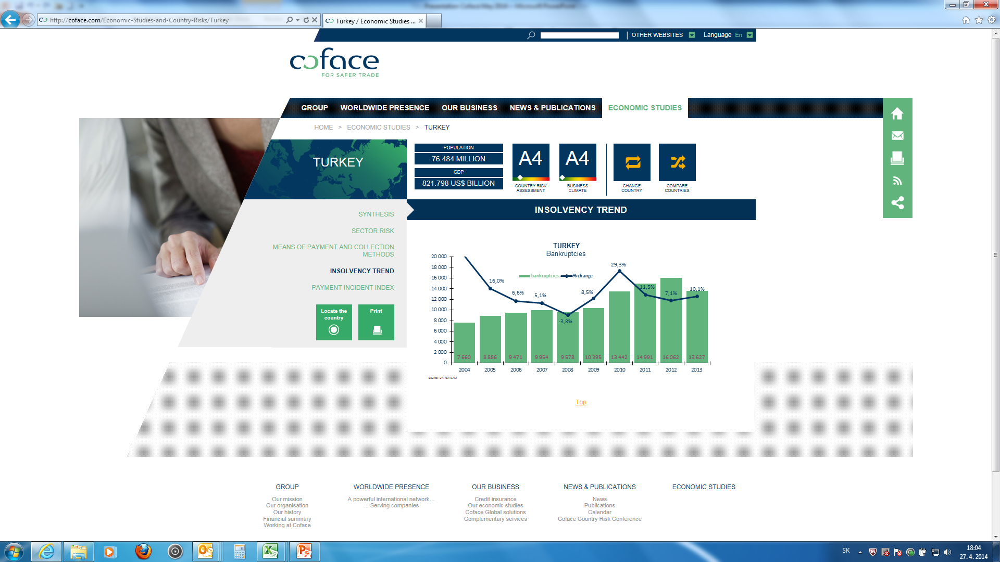 Presentation Coface May 2014 - Microsoft PowerPoint
http://coface.com/Economic-Studies-and-Country-Risks/Turkey
Turkey / Economic Studies ...
OTHER WEBSITES
Language En
coface
FOR SAFER TRADE
GROUP WORLDWIDE PRESENCE OUR BUSINESS NEWS & PUBLICATIONS ECONOMIC STUDIES
HOME > ECONOMIC STUDIES > TURKEY
TURKEY
POPULATION
76.484 MILLION
GDP
821.798 US$ BILLION
A4
COUNTRY RISK
ASSESSMENT
A4
BUSINESS
CLIMATE
CHANGE
COUNTRY
COMPARE
COUNTRIES
SYNTHESIS
SECTOR RISK
MEANS OF PAYMENT AND COLLECTION
METHODS
INSOLVENCY TREND
PAYMENT INCIDENT INDEX
Locate the
country
Print
INSOLVENCY TREND
TURKEY
Bankruptcies
bankruptcies % change
20 000
18 000
16 000
14 000
12 000
10 000
8 000
6 000
4 000
2 000
0
16,0%
6,6%
5,1%
-3,8%
8,5%
29,3%
11,5%
7,1%
10,1%
7 660 8 886 9 471 9 954 9 578 10 395 13 442 14 991 16 062 13 627
2004 2005 2006 2007 2008 2009 2010 2011 2012 2013
Source: DATASTREAM
Top
GROUP
Our mission
Our organisation
Our history
Financial summary
Working at Coface
WORLDWIDE PRESENCE
A powerful international network...
... Serving companies
OUR BUSINESS
Credit insurance
Our economic studies
Coface Global solutions
Complementary services
NEWS & PUBLICATIONS
News
Publications
Calendar
Coface Country Risk Conference
ECONOMIC STUDIES
SK
18:04
27. 4. 2014